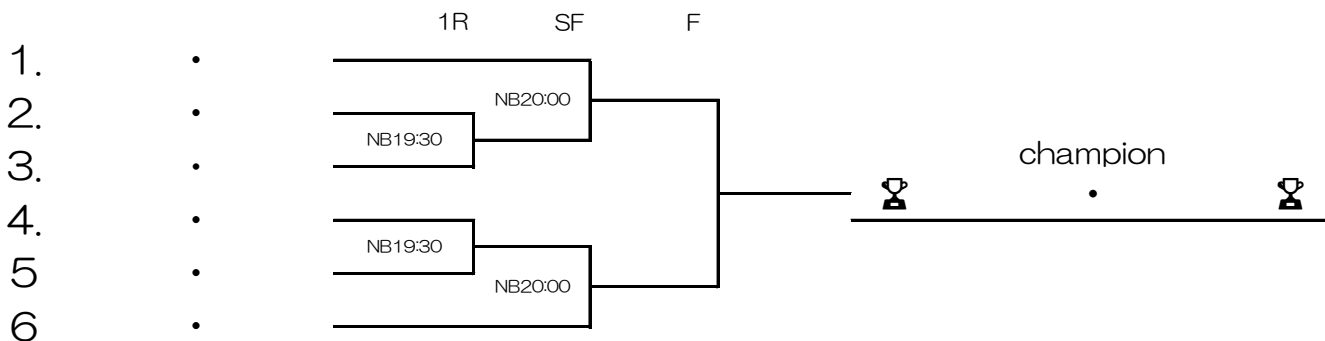 1R SF F
1. ・
NB20:00
2. ・
NB19:30
3. ・
champion
🏆 ・ 🏆
4. ・
NB19:30
5 ・
NB20:00
6 ・